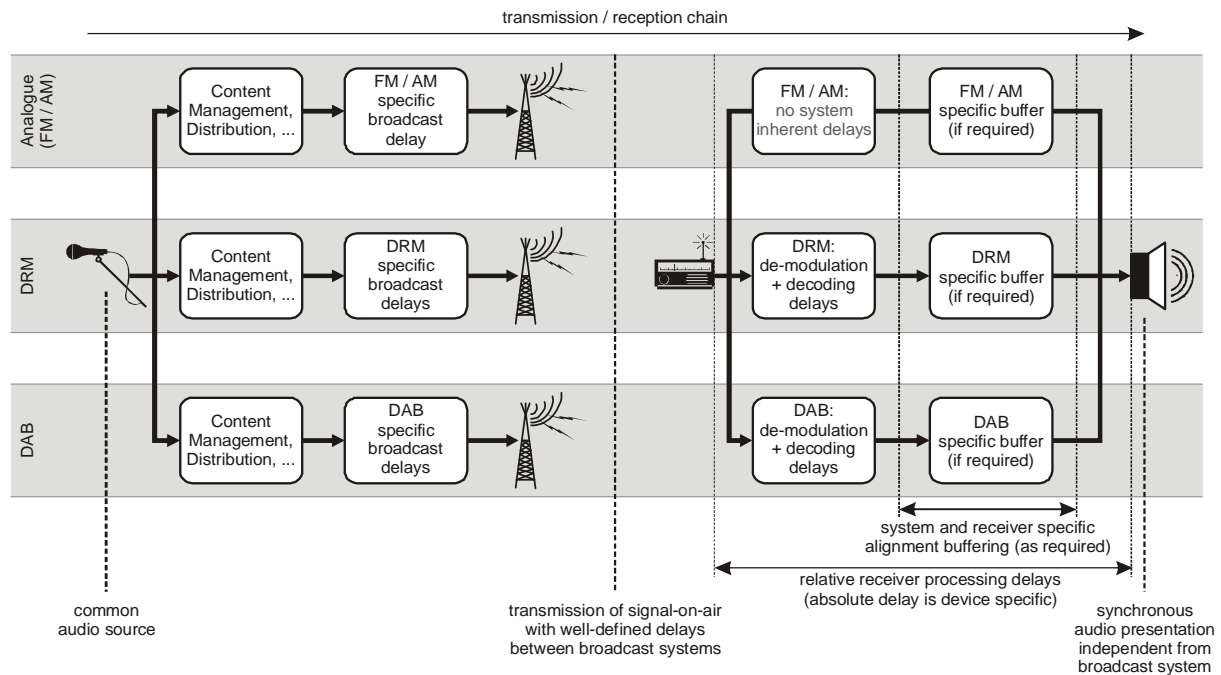 transmission / reception chain
Analogue
(FM / AM)
Content
Management,
Distribution, ...
FM / AM
specific
broadcast
delay
FM / AM:
no system
inherent delays
FM / AM
specific buffer
(if required)
DRM
Content
Management,
Distribution, ...
DRM
specific
broadcast
delays
DRM:
de-modulation
+ decoding
delays
DRM
specific buffer
(if required)
DAB
Content
Management,
Distribution, ...
DAB
specific
broadcast
delays
DAB:
de-modulation
+ decoding
delays
DAB
specific buffer
(if required)
system and receiver specific
alignment buffering (as required)
relative receiver processing delays
(absolute delay is device specific)
common
audio source
transmission of signal-on-air
with well-defined delays
between broadcast systems
synchronous
audio presentation
independent from
broadcast system